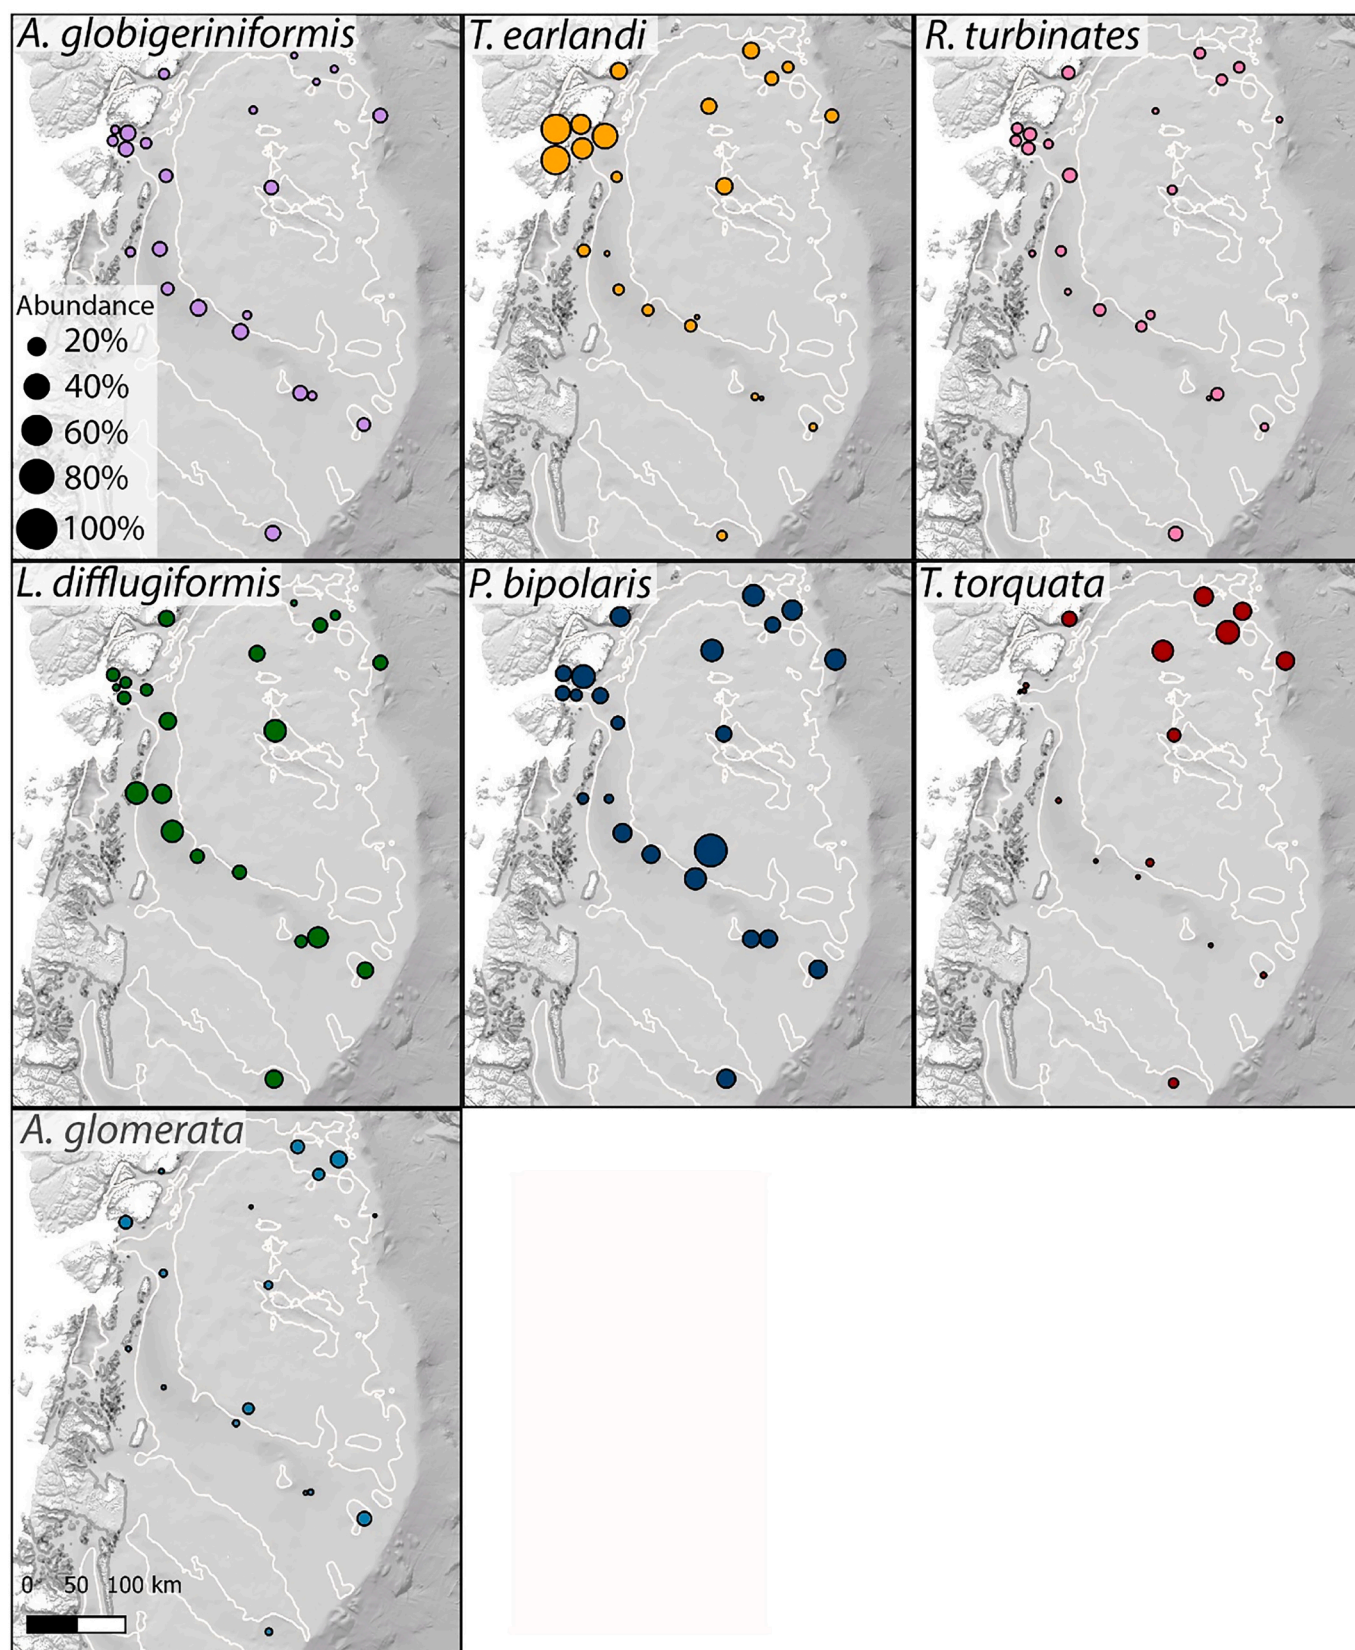 A. globigeriniformis
T. earlandi
R. turbinates
Abundance
20%
40%
60%
80%
100%
L. difflugiformis
P. bipolaris
T. torquata
A. glomerata
0 50 100 km